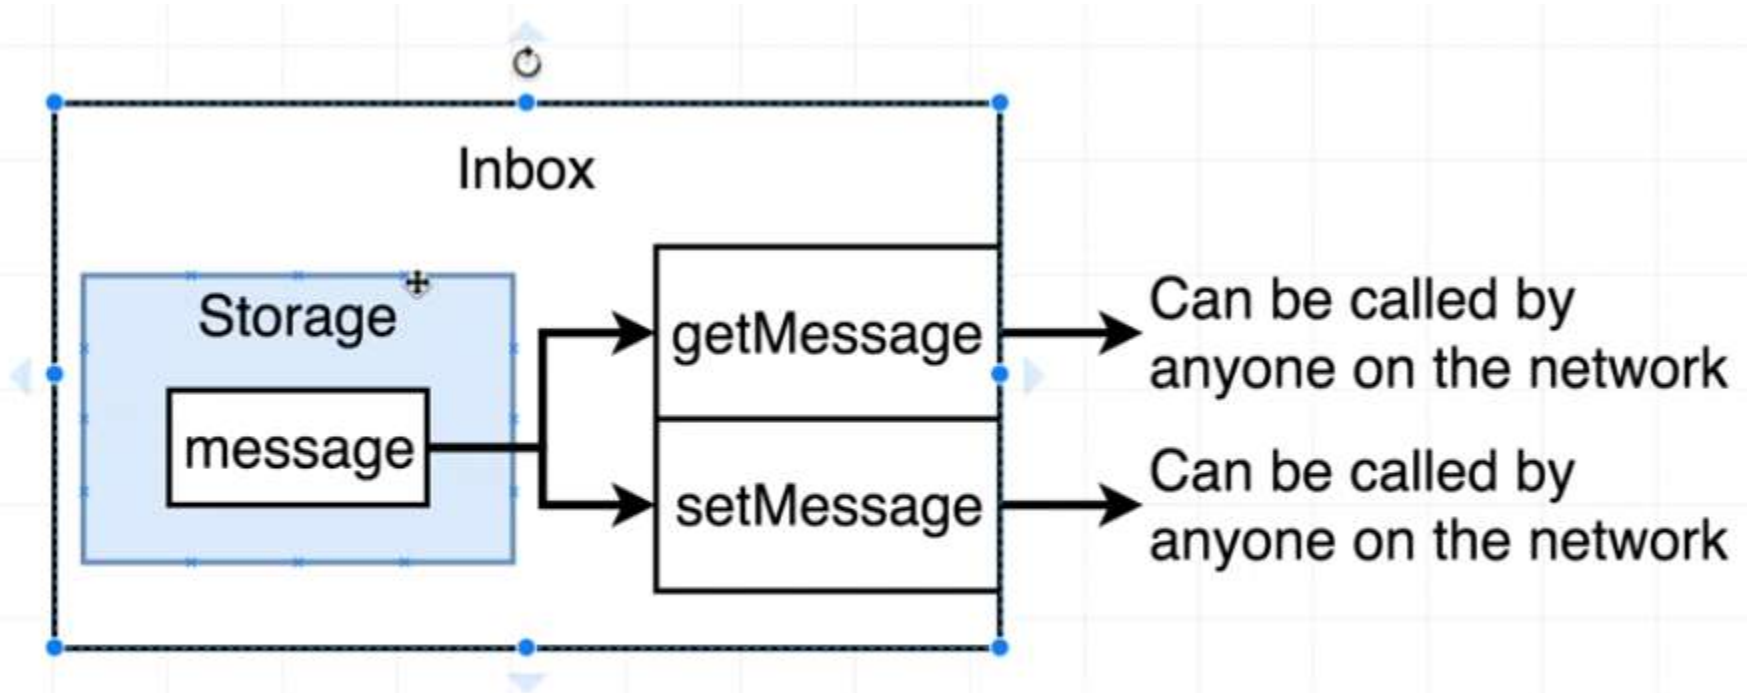 Inbox
Storage
message
getMessage
Can be called by
anyone on the network
setMessage
Can be called by
anyone on the network